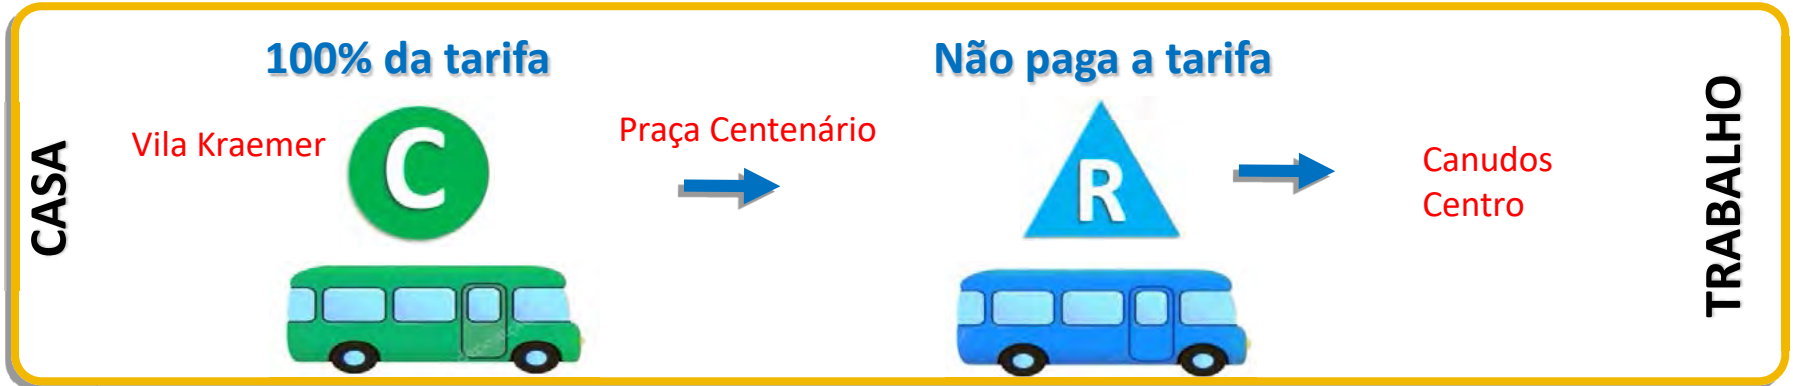 CASA
100% da tarifa
Vila Kraemer
C
Praça Centenário
Não paga a tarifa
R
Canudos
Centro
TRABALHO